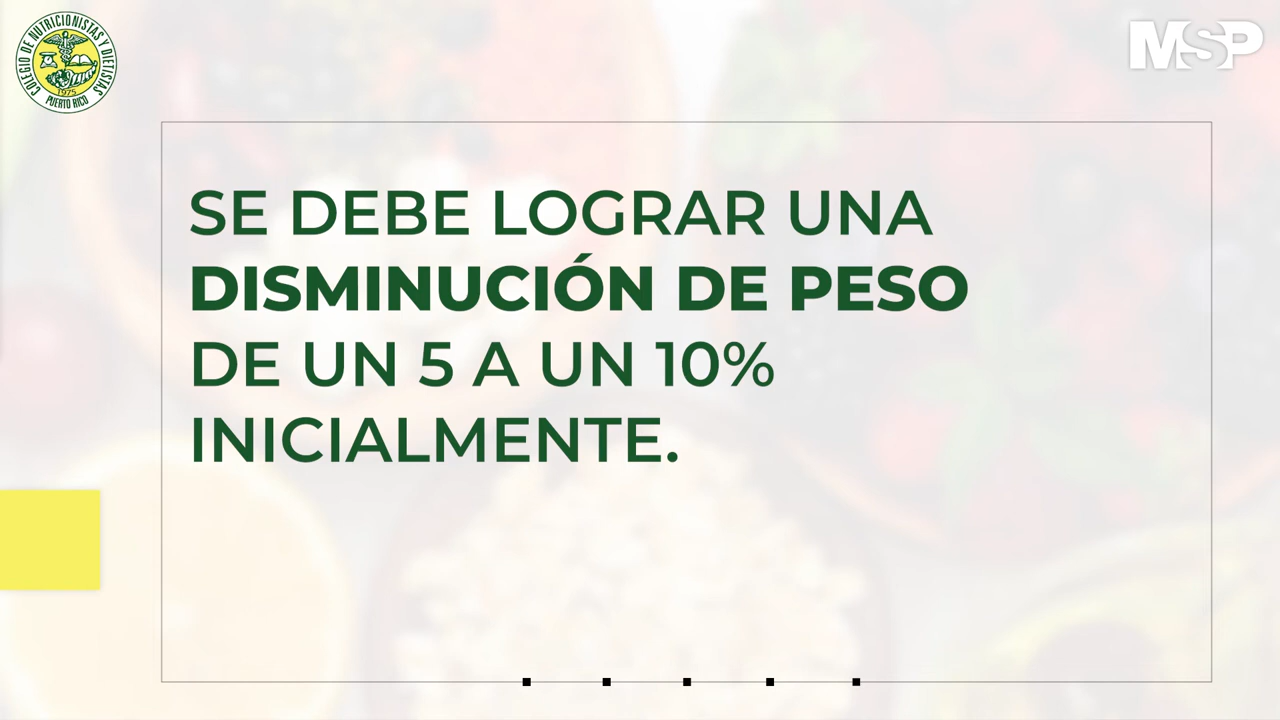 COLEGIO DE NUTRICIONISTAS Y DIETISTAS
1975
PUERTO RICO
MSP
SE DEBE LOGRAR UNA
DISMINUCIÓN DE PESO
DE UN 5 A UN 10%
INICIALMENTE.